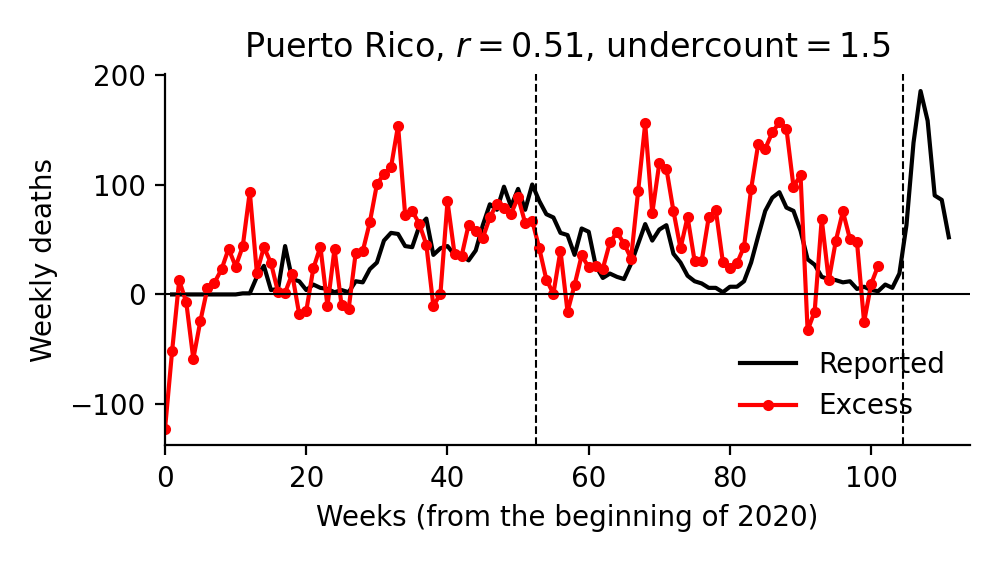 Puerto Rico, r = 0.51, undercount = 1.5
Weekly deaths
200
100
0
−100
Reported
Excess
0 20 40 60 80 100
Weeks (from the beginning of 2020)